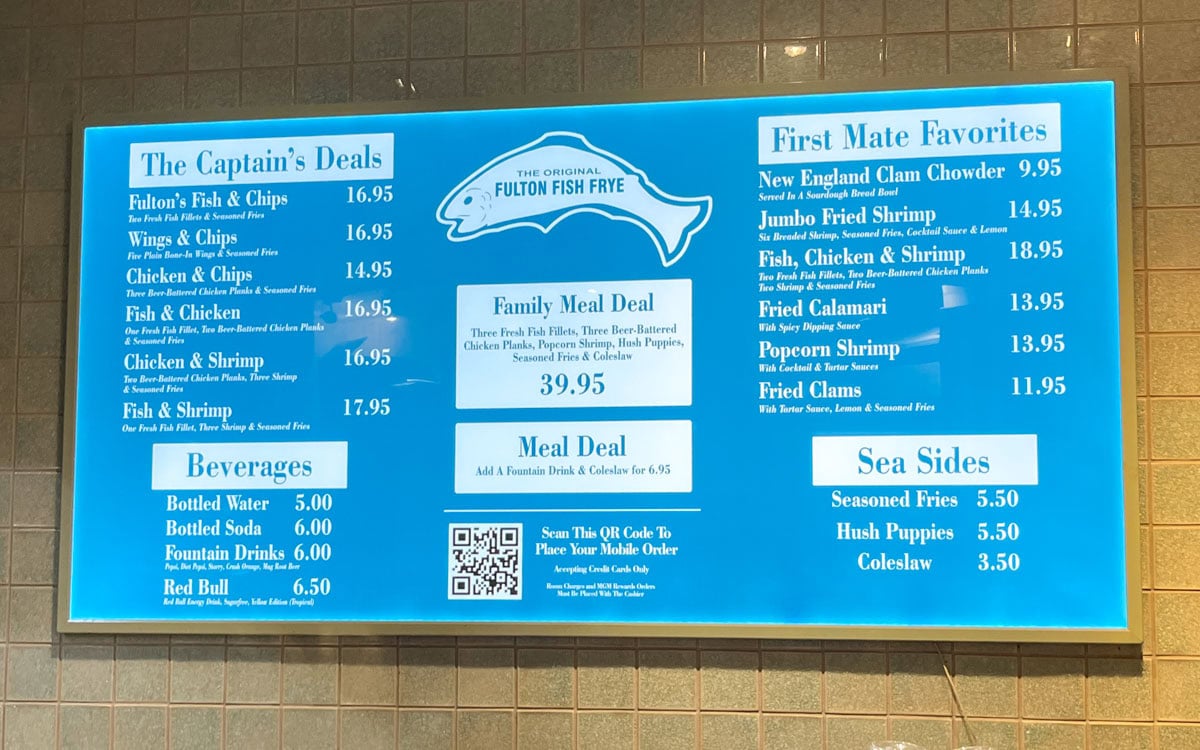 The Captain's Deals
Fulton's Fish & Chips 16.95
Two Fresh Fish Fillets & Seasoned Fries
Wings & Chips 16.95
Five Plain Bone-In Wings & Seasoned Fries
Chicken & Chips 14.95
Three Beer-Battered Chicken Planks & Seasoned Fries
Fish & Chicken 16.95
One Fresh Fish Fillet, Two Beer-Battered Chicken Planks
& Seasoned Fries
Chicken & Shrimp 16.95
Two Beer-Battered Chicken Planks, Three Shrimp
& Seasoned Fries
Fish & Shrimp 17.95
One Fresh Fish Fillet, Three Shrimp & Seasoned Fries
Beverages
Bottled Water 5.00
Bottled Soda 6.00
Fountain Drinks 6.00
Pepsi, Diet Pepsi, Starry, Crush Orange, Mug Root Beer
Red Bull 6.50
Red Bull Energy Drink, Sugarfree, Yellow Edition (Tropical)
THE ORIGINAL
FULTON FISH FRYE
Family Meal Deal
Three Fresh Fish Fillets, Three Beer-Battered
Chicken Planks, Popcorn Shrimp, Hush Puppies,
Seasoned Fries & Coleslaw
39.95
Meal Deal
Add A Fountain Drink & Coleslaw for 6.95
Scan This QR Code To
Place Your Mobile Order
Accepting Credit Cards Only
Room Charges and MGM Rewards Orders
Must Be Placed With The Cashier
First Mate Favorites
New England Clam Chowder 9.95
Served In A Sourdough Bread Bowl
Jumbo Fried Shrimp 14.95
Six Breaded Shrimp, Seasoned Fries, Cocktail Sauce & Lemon
Fish, Chicken & Shrimp 18.95
Two Fresh Fish Fillets, Two Beer-Battered Chicken Planks
Two Shrimp & Seasoned Fries
Fried Calamari 13.95
With Spicy Dipping Sauce
Popcorn Shrimp 13.95
With Cocktail & Tartar Sauces
Fried Clams 11.95
With Tartar Sauce, Lemon & Seasoned Fries
Sea Sides
Seasoned Fries 5.50
Hush Puppies 5.50
Coleslaw 3.50